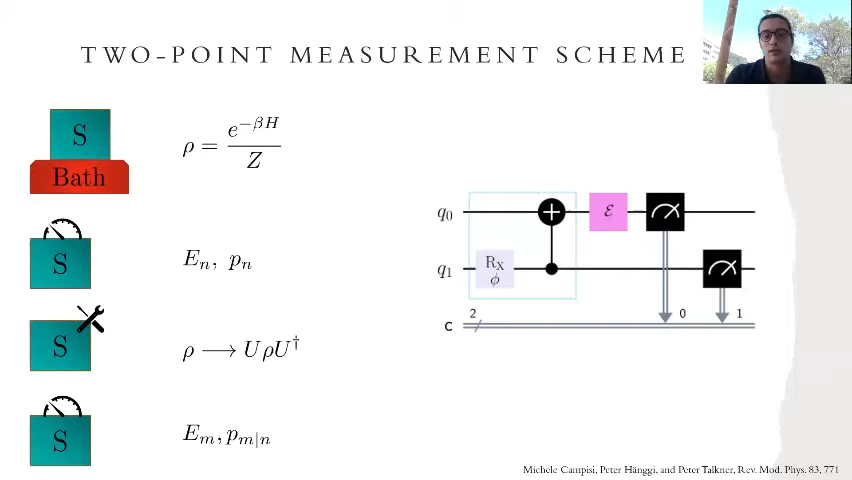 TWO-POINT MEASUREMENT SCHEME
S
Bath
ρ = e^{-βH} / Z
S
E_n, p_n
S
ρ ⟶ UρU^†
S
E_m, p_{m|n}
q_0
ℰ
q_1
R_X
ϕ
2
0
1
c
Michele Campisi, Peter Hänggi, and Peter Talkner, Rev. Mod. Phys. 83, 771